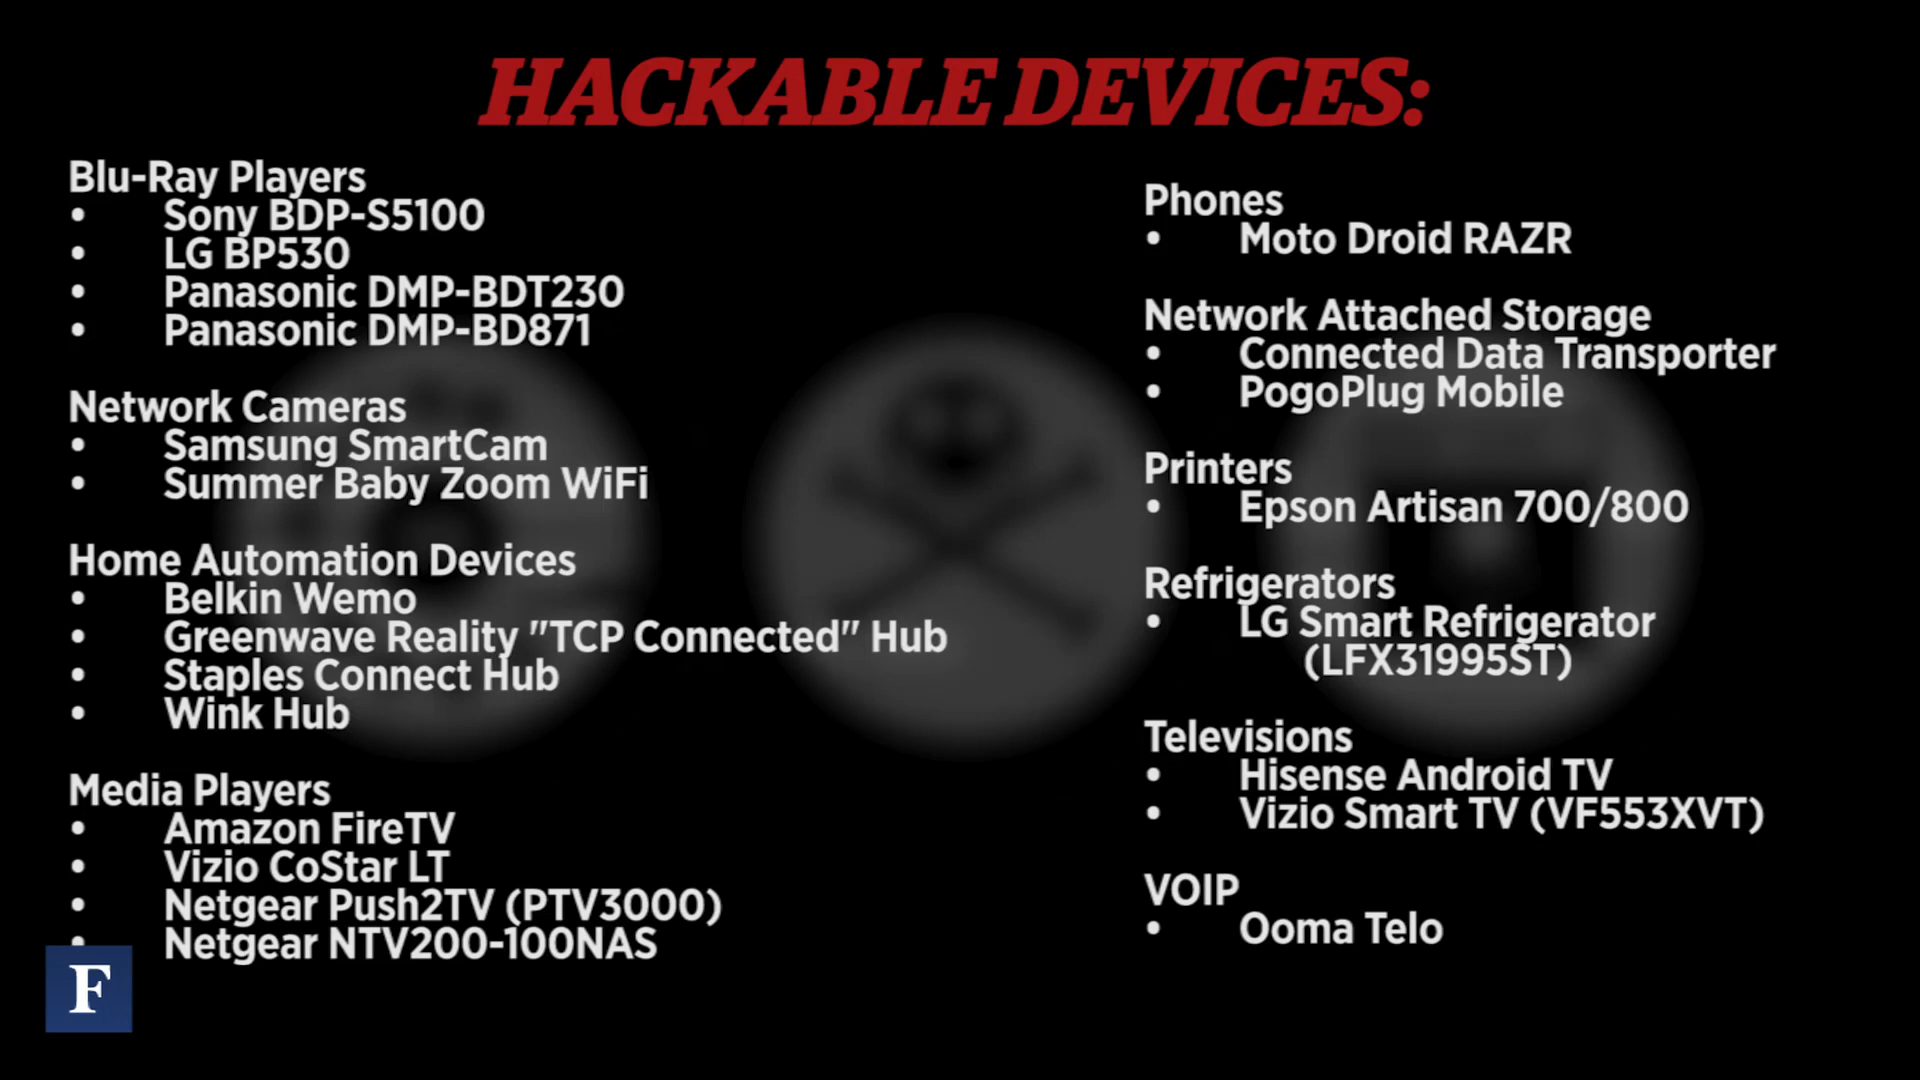 HACKABLE DEVICES:
Blu-Ray Players
• Sony BDP-S5100
• LG BP530
• Panasonic DMP-BDT230
• Panasonic DMP-BD871
Network Cameras
• Samsung SmartCam
• Summer Baby Zoom WiFi
Home Automation Devices
• Belkin Wemo
• Greenwave Reality "TCP Connected" Hub
• Staples Connect Hub
• Wink Hub
Media Players
• Amazon FireTV
• Vizio CoStar LT
• Netgear Push2TV (PTV3000)
• Netgear NTV200-100NAS
F
Phones
• Moto Droid RAZR
Network Attached Storage
• Connected Data Transporter
• PogoPlug Mobile
Printers
• Epson Artisan 700/800
Refrigerators
• LG Smart Refrigerator
(LFX31995ST)
Televisions
• Hisense Android TV
• Vizio Smart TV (VF553XVT)
VOIP
• Ooma Telo